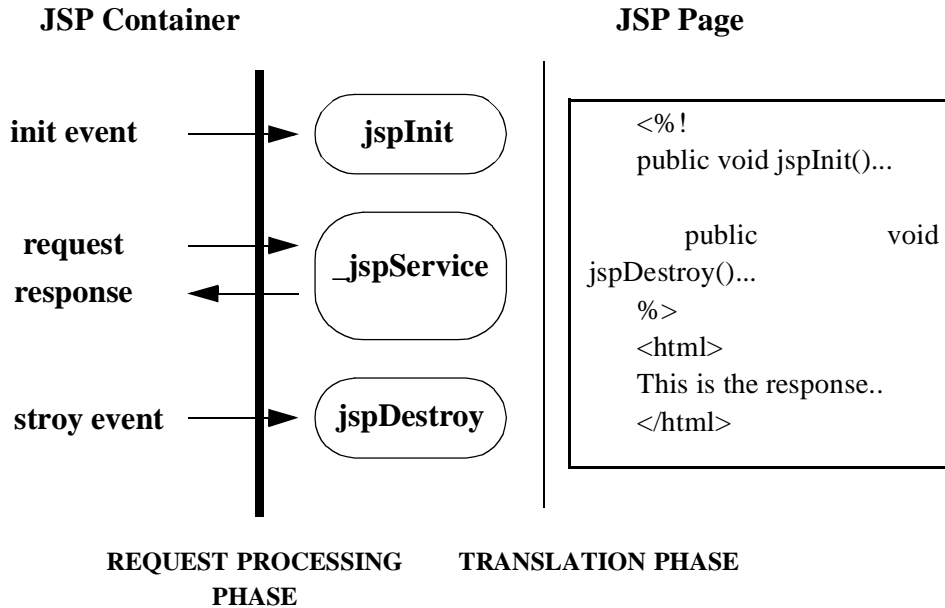 JSP Container
JSP Page
init event
jspInit
request
response
_jspService
stroy event
jspDestroy
<%!
public void jspInit()...
public void
jspDestroy()...
%>
<html>
This is the response..
</html>
REQUEST PROCESSING
PHASE
TRANSLATION PHASE